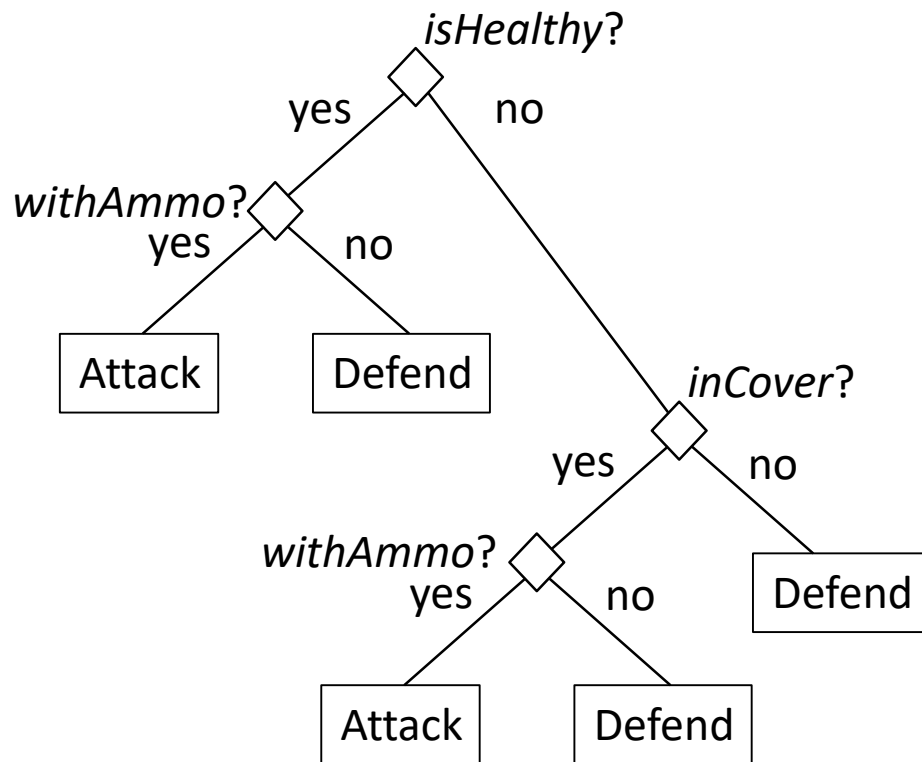 isHealthy?
yes
no
withAmmo?
yes
no
Attack
Defend
inCover?
yes
no
withAmmo?
yes
no
Defend
Attack
Defend